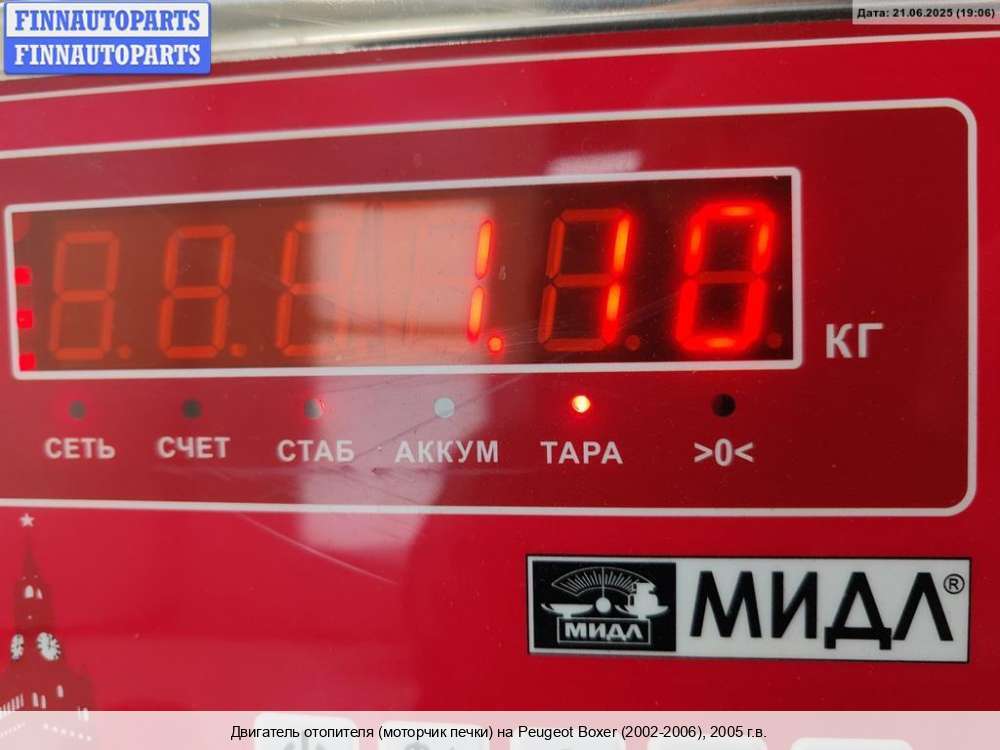 FINNAUTOPARTS
FINNAUTOPARTS
Дата: 21.06.2025 (19:06)
1.10
КГ
СЕТЬ СЧЕТ СТАБ АККУМ ТАРА >0<
МИДЛ
МИДЛ®
Двигатель отопителя (моторчик печки) на Peugeot Boxer (2002-2006), 2005 г.в.